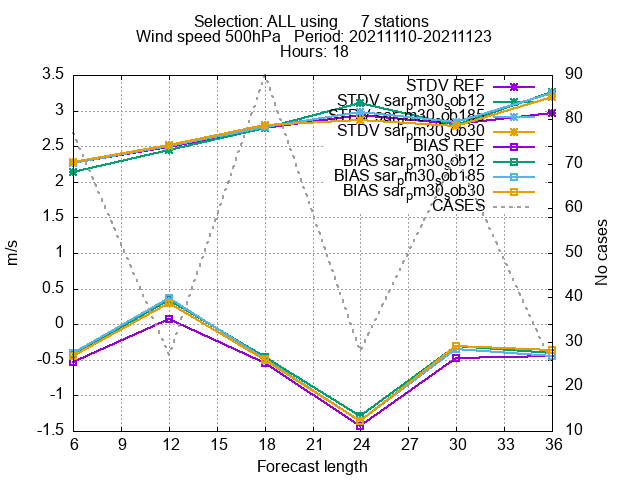 Selection: ALL using 7 stations
Wind speed 500hPa Period: 20211110-20211123
Hours: 18
3.5
3
2.5
2
1.5
1
0.5
0
-0.5
-1
-1.5
m/s
STDV REF
STDV sar_pm30_sob12
STDV sar_pm30_sob185
STDV sar_pm30_sob30
BIAS REF
BIAS sar_pm30_sob12
BIAS sar_pm30_sob185
BIAS sar_pm30_sob30
CASES
90
80
70
60
50
40
30
20
10
No cases
6 9 12 15 18 21 24 27 30 33 36
Forecast length